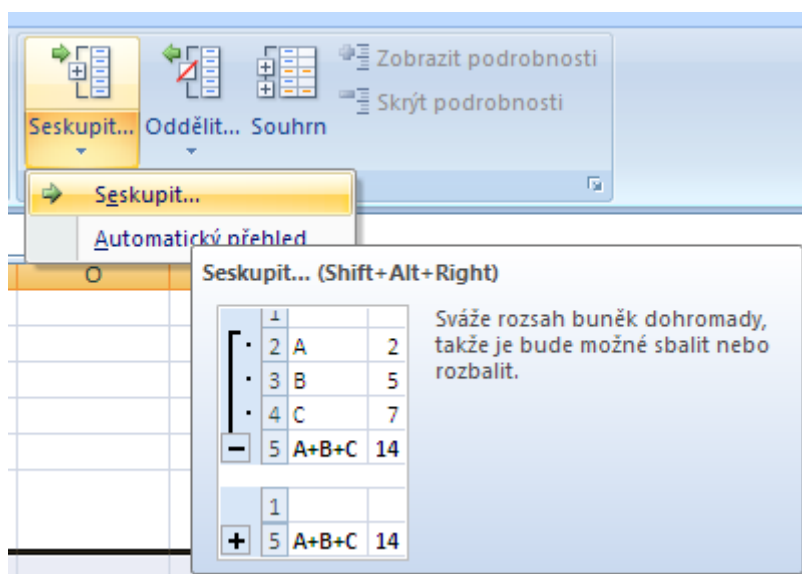 Zobrazit podrobnosti
Skrýt podrobnosti
Seskupit... Oddělit... Souhrn
Seskupit...
Automatický přehled
O
Seskupit... (Shift+Alt+Right)
Sváže rozsah buněk dohromady,
takže je bude možné sbalit nebo
rozbalit.
1
2 A 2
3 B 5
4 C 7
5 A+B+C 14
1
5 A+B+C 14